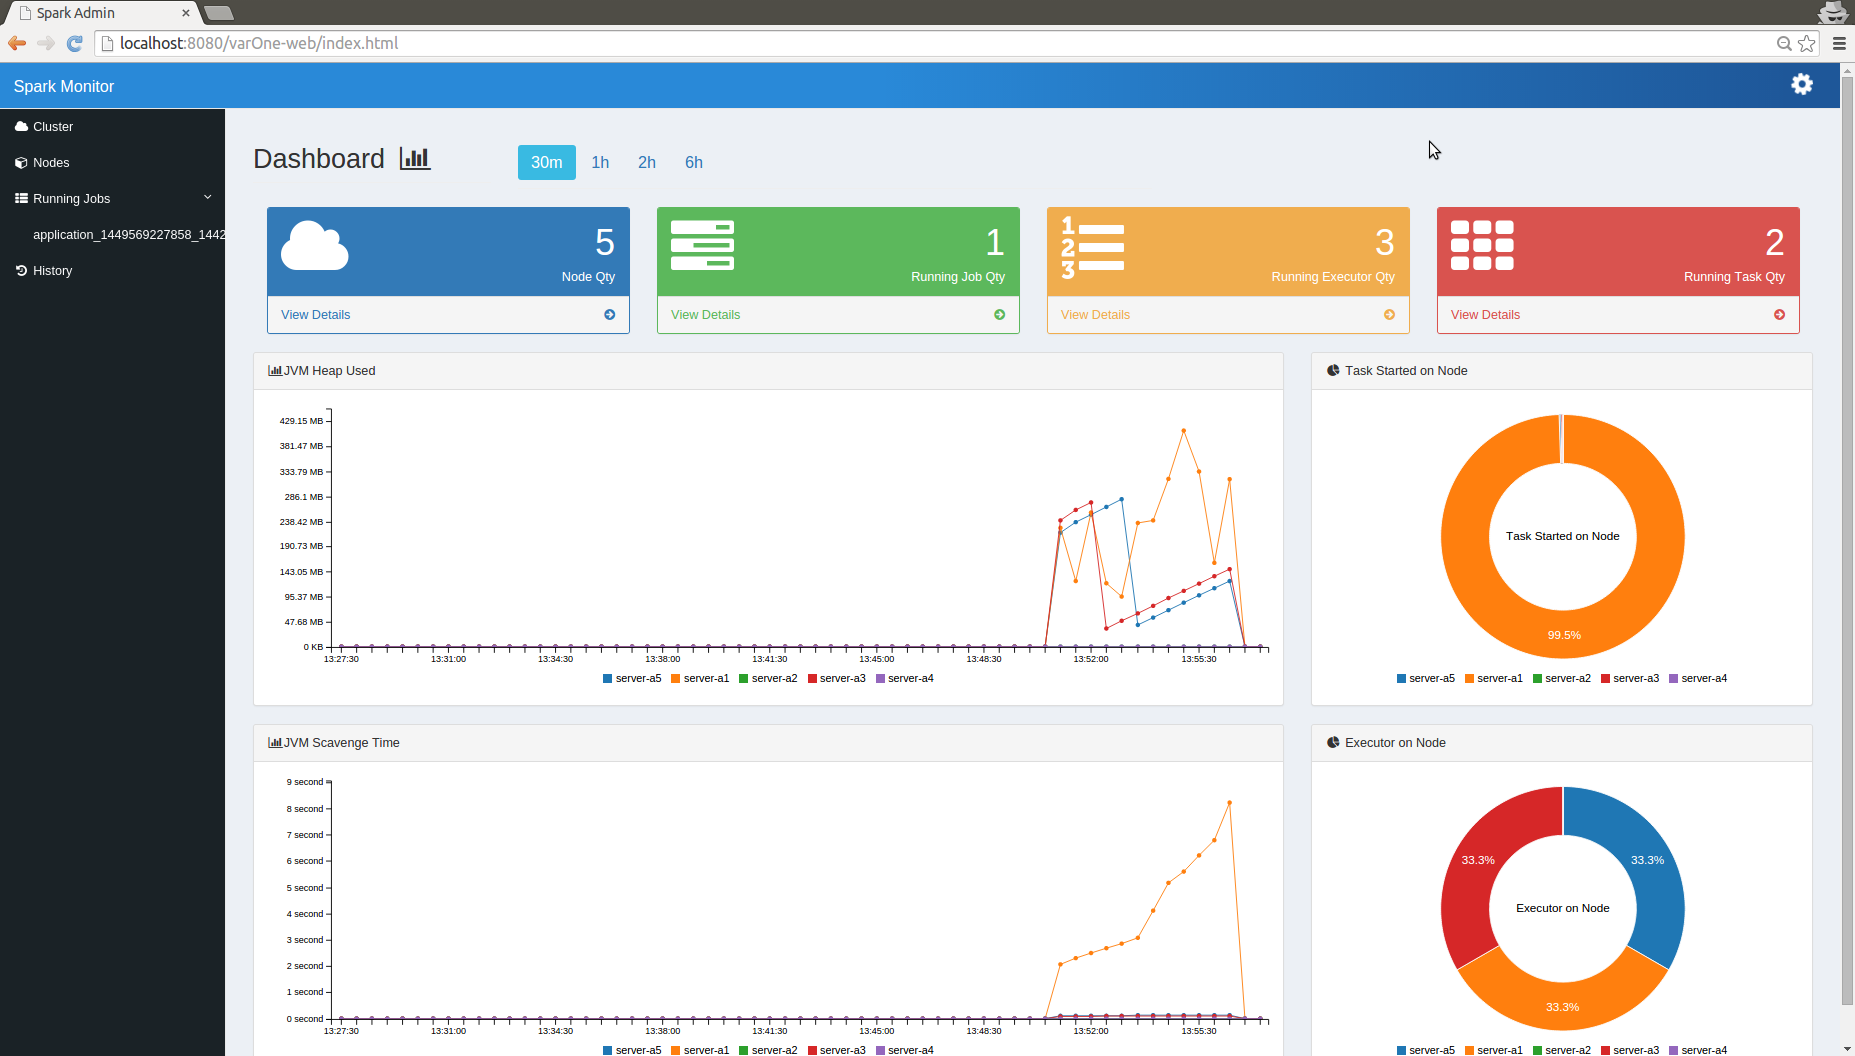 Spark Admin
localhost:8080/varOne-web/index.html
Spark Monitor
Cluster
Nodes
Running Jobs
application_1449569227858_1442
History
Dashboard 30m 1h 2h 6h
5
Node Qty
View Details
1
Running Job Qty
View Details
1
2
3
3
Running Executor Qty
View Details
2
Running Task Qty
View Details
JVM Heap Used
429.15 MB
381.47 MB
333.79 MB
286.1 MB
238.42 MB
190.73 MB
143.05 MB
95.37 MB
47.68 MB
0 KB
13:27:30 13:31:00 13:34:30 13:38:00 13:41:30 13:45:00 13:48:30 13:52:00 13:55:30
server-a5 server-a1 server-a2 server-a3 server-a4
Task Started on Node
Task Started on Node
99.5%
server-a5 server-a1 server-a2 server-a3 server-a4
JVM Scavenge Time
9 second
8 second
7 second
6 second
5 second
4 second
3 second
2 second
1 second
0 second
13:27:30 13:31:00 13:34:30 13:38:00 13:41:30 13:45:00 13:48:30 13:52:00 13:55:30
server-a5 server-a1 server-a2 server-a3 server-a4
Executor on Node
33.3% 33.3%
Executor on Node
33.3%
server-a5 server-a1 server-a2 server-a3 server-a4